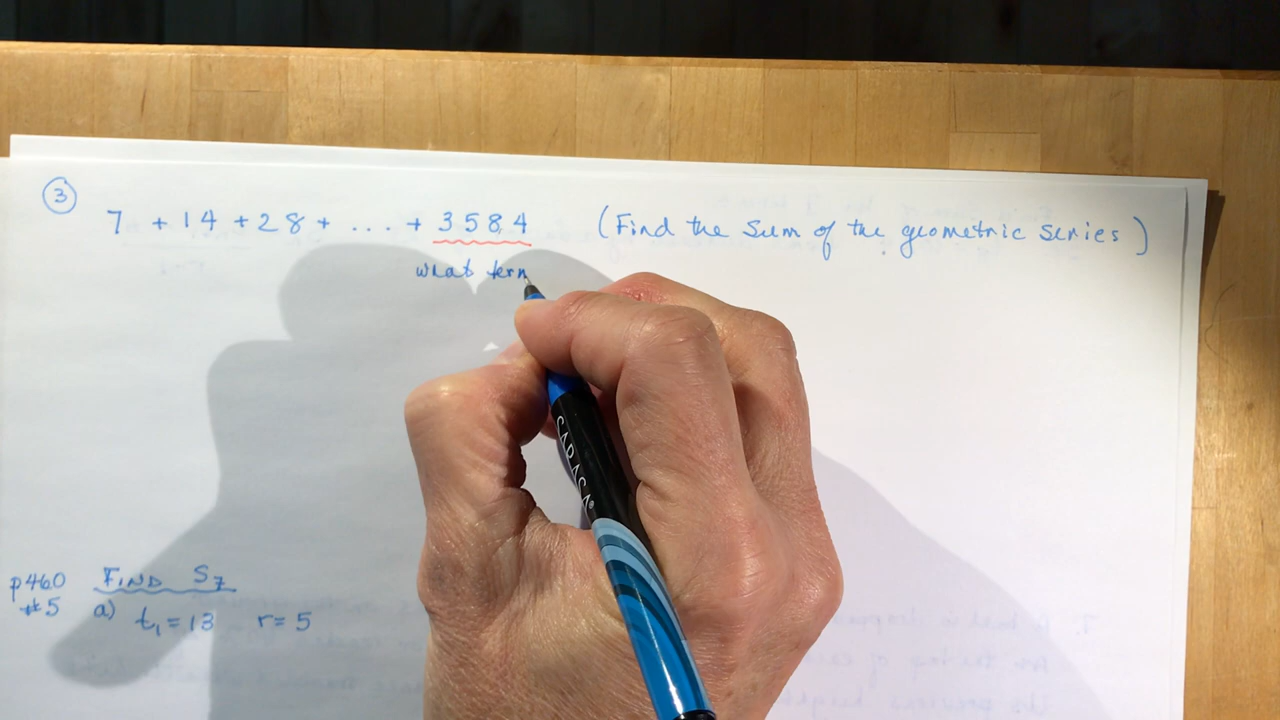 ③
7 + 14 + 28 + ... + 3584 (Find the sum of the geometric series)
what term
SARASA®
p460 FIND S₇
#5 a) t₁ = 13 r = 5